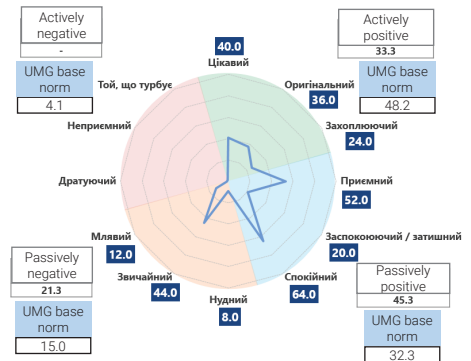 Actively
negative
-
UMG base
norm
4.1
40.0
Цікавий
Actively
positive
33.3
UMG base
norm
48.2
Той, що турбує
Оригінальний
36.0
Неприємний
Захоплюючий
24.0
Дратуючий
Приємний
52.0
Млявий
12.0
Заспокоюючий / затишний
20.0
Звичайний
44.0
Спокійний
64.0
Нудний
8.0
Passively
negative
21.3
UMG base
norm
15.0
Passively
positive
45.3
UMG base
norm
32.3